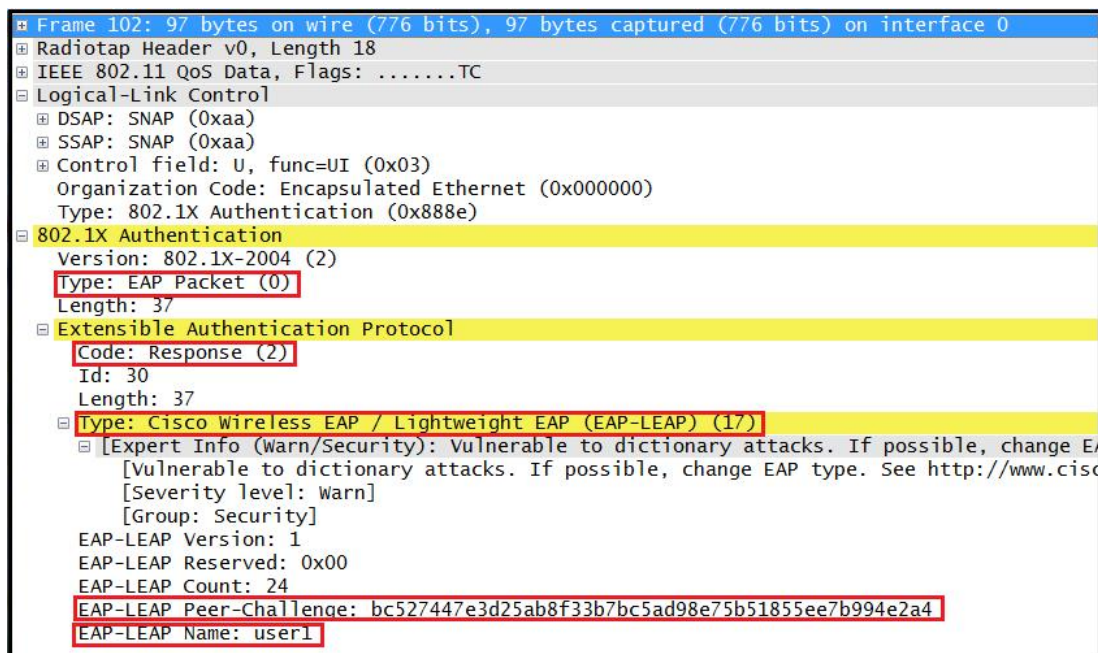 Frame 102: 97 bytes on wire (776 bits), 97 bytes captured (776 bits) on interface 0
Radiotap Header v0, Length 18
IEEE 802.11 QoS Data, Flags: .......TC
Logical-Link Control
DSAP: SNAP (0xaa)
SSAP: SNAP (0xaa)
Control field: U, func=UI (0x03)
Organization Code: Encapsulated Ethernet (0x000000)
Type: 802.1X Authentication (0x888e)
802.1X Authentication
Version: 802.1X-2004 (2)
Type: EAP Packet (0)
Length: 37
Extensible Authentication Protocol
Code: Response (2)
Id: 30
Length: 37
Type: Cisco Wireless EAP / Lightweight EAP (EAP-LEAP) (17)
[Expert Info (Warn/Security): Vulnerable to dictionary attacks. If possible, change EA
[Vulnerable to dictionary attacks. If possible, change EAP type. See http://www.cisc
[Severity level: Warn]
[Group: Security]
EAP-LEAP Version: 1
EAP-LEAP Reserved: 0x00
EAP-LEAP Count: 24
EAP-LEAP Peer-Challenge: bc527447e3d25ab8f33b7bc5ad98e75b51855ee7b994e2a4
EAP-LEAP Name: user1